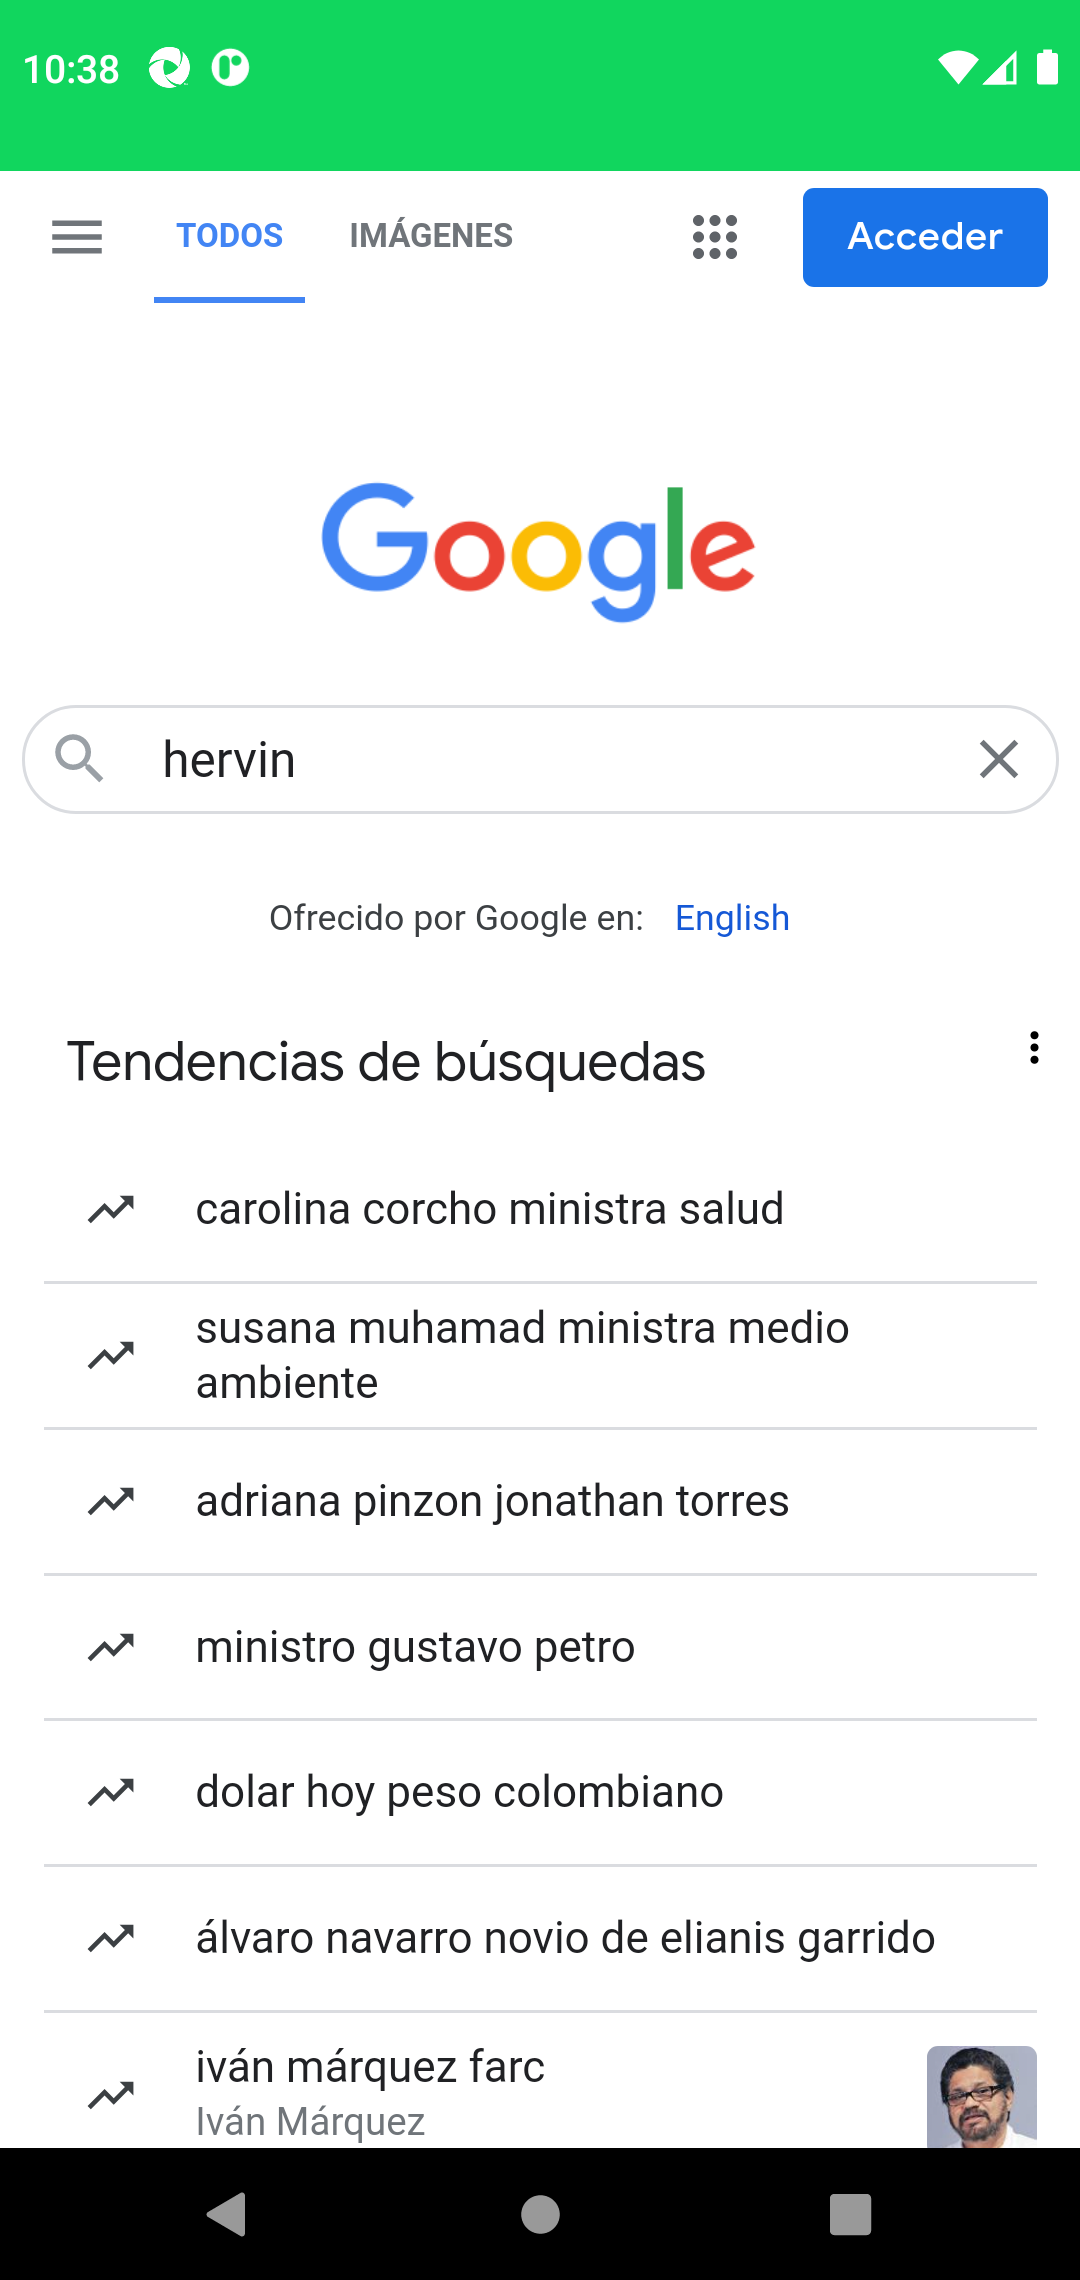 10:38
TODOS
IMÁGENES
Acceder
Google
hervin
Ofrecido por Google en: English
Tendencias de búsquedas
carolina corcho ministra salud
susana muhamad ministra medio
ambiente
adriana pinzon jonathan torres
ministro gustavo petro
dolar hoy peso colombiano
álvaro navarro novio de elianis garrido
iván márquez farc
Iván Márquez